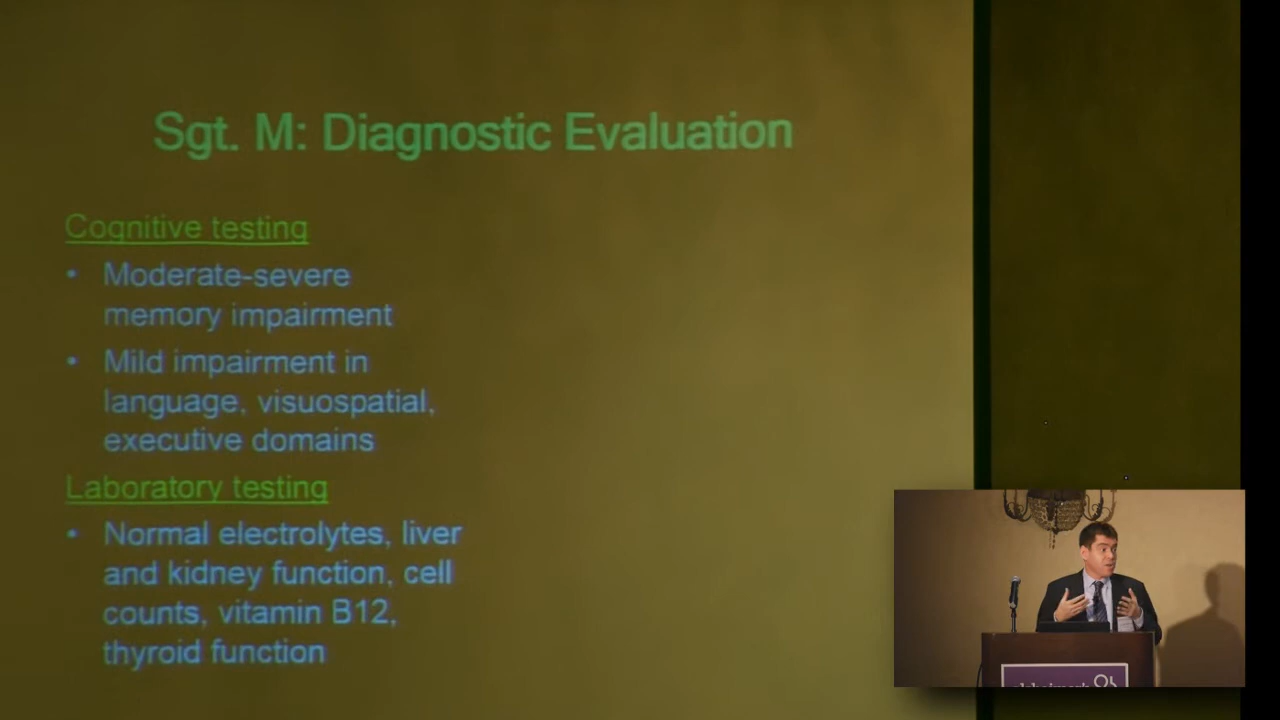 Sgt. M: Diagnostic Evaluation
Cognitive testing
• Moderate-severe
memory impairment
• Mild impairment in
language, visuospatial,
executive domains
Laboratory testing
• Normal electrolytes, liver
and kidney function, cell
counts, vitamin B12,
thyroid function